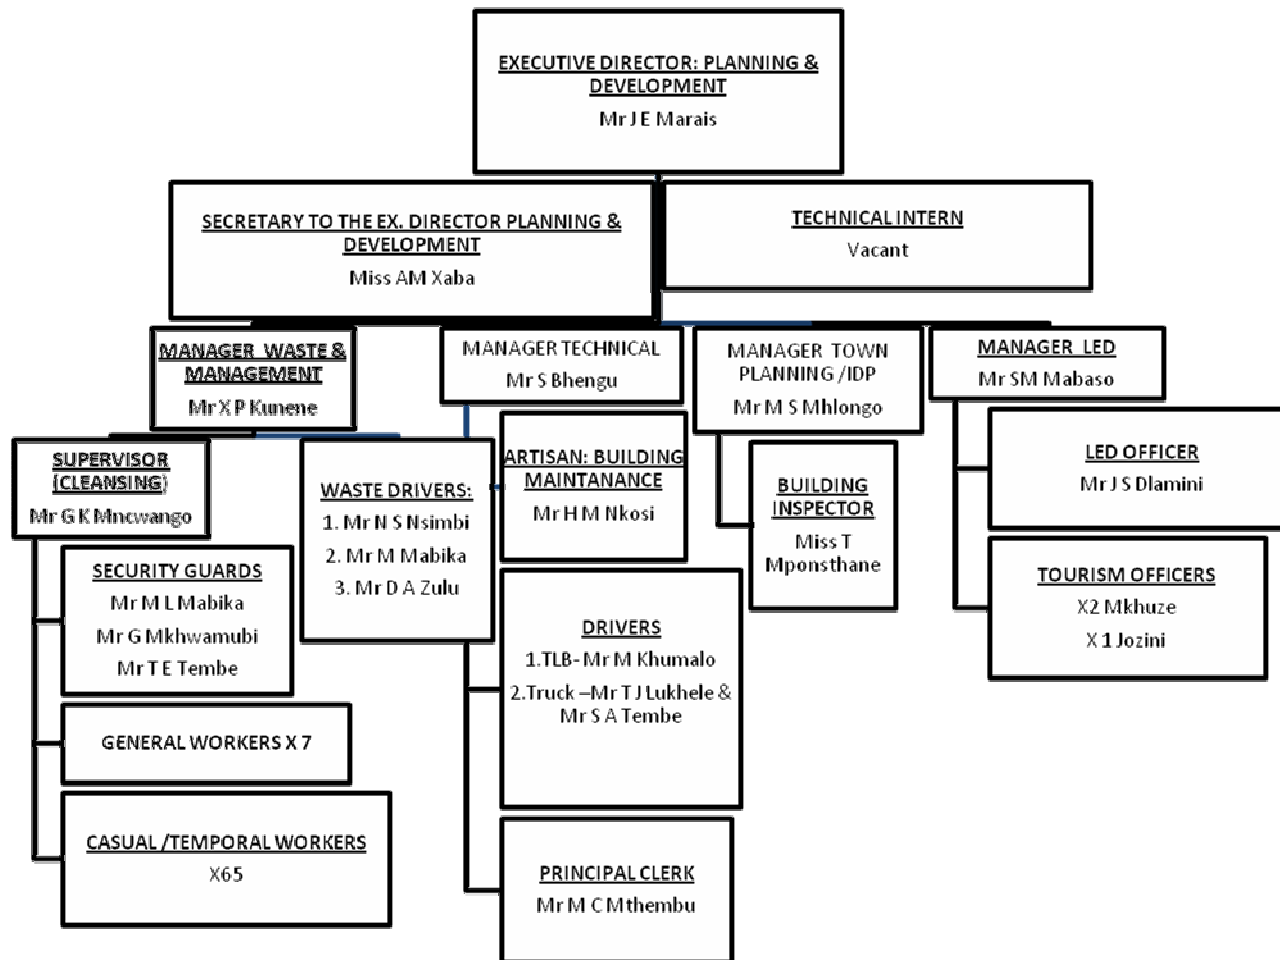 EXECUTIVE DIRECTOR: PLANNING &
DEVELOPMENT
Mr J E Marais
SECRETARY TO THE EX. DIRECTOR PLANNING &
DEVELOPMENT
Miss AM Xaba
TECHNICAL INTERN
Vacant
MANAGER WASTE &
MANAGEMENT
Mr X P Kunene
MANAGER TECHNICAL
Mr S Bhengu
MANAGER TOWN
PLANNING /IDP
Mr M S Mhlongo
MANAGER LED
Mr SM Mabaso
SUPERVISOR
(CLEANSING)
Mr G K Mncwango
WASTE DRIVERS:
1. Mr N S Nsimbi
2. Mr M Mabika
3. Mr D A Zulu
ARTISAN: BUILDING
MAINTANANCE
Mr H M Nkosi
BUILDING
INSPECTOR
Miss T
Mponsthane
LED OFFICER
Mr J S Dlamini
SECURITY GUARDS
Mr M L Mabika
Mr G Mkhwamubi
Mr T E Tembe
DRIVERS
1.TLB- Mr M Khumalo
2.Truck –Mr T J Lukhele &
Mr S A Tembe
TOURISM OFFICERS
X2 Mkhuze
X 1 Jozini
GENERAL WORKERS X 7
CASUAL /TEMPORAL WORKERS
X65
PRINCIPAL CLERK
Mr M C Mthembu